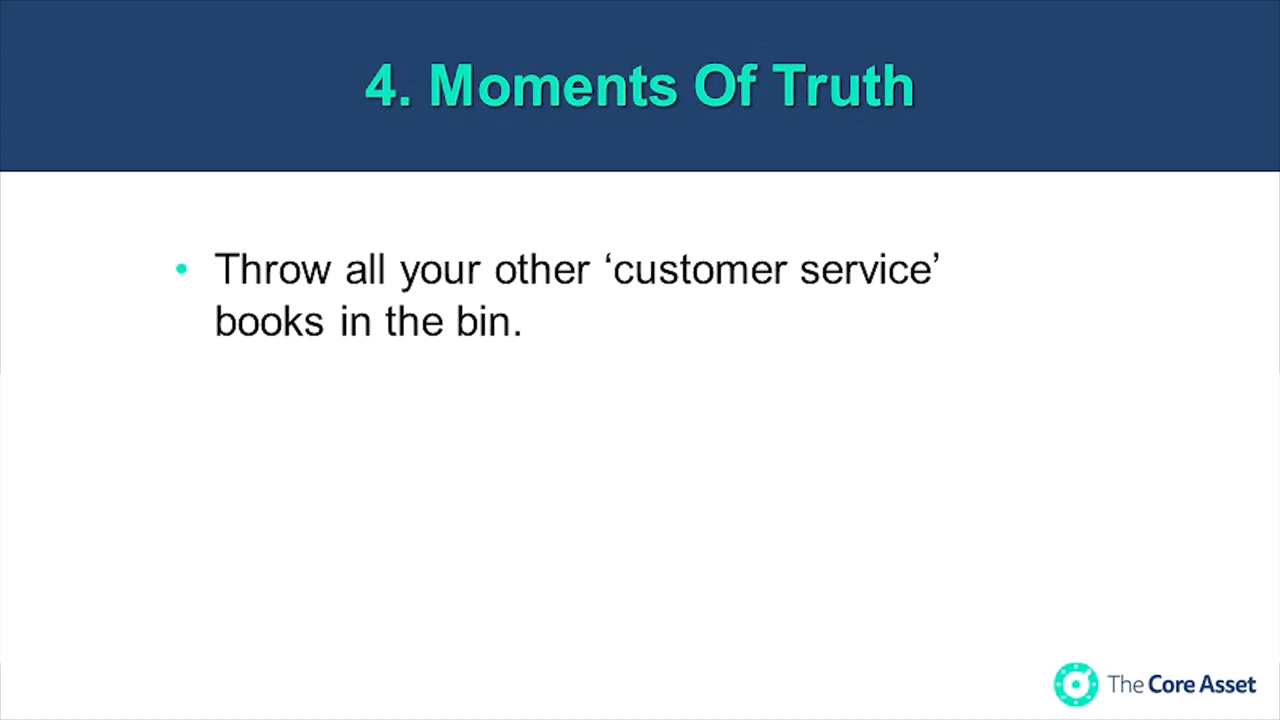 4. Moments Of Truth
• Throw all your other ‘customer service’
books in the bin.
The Core Asset